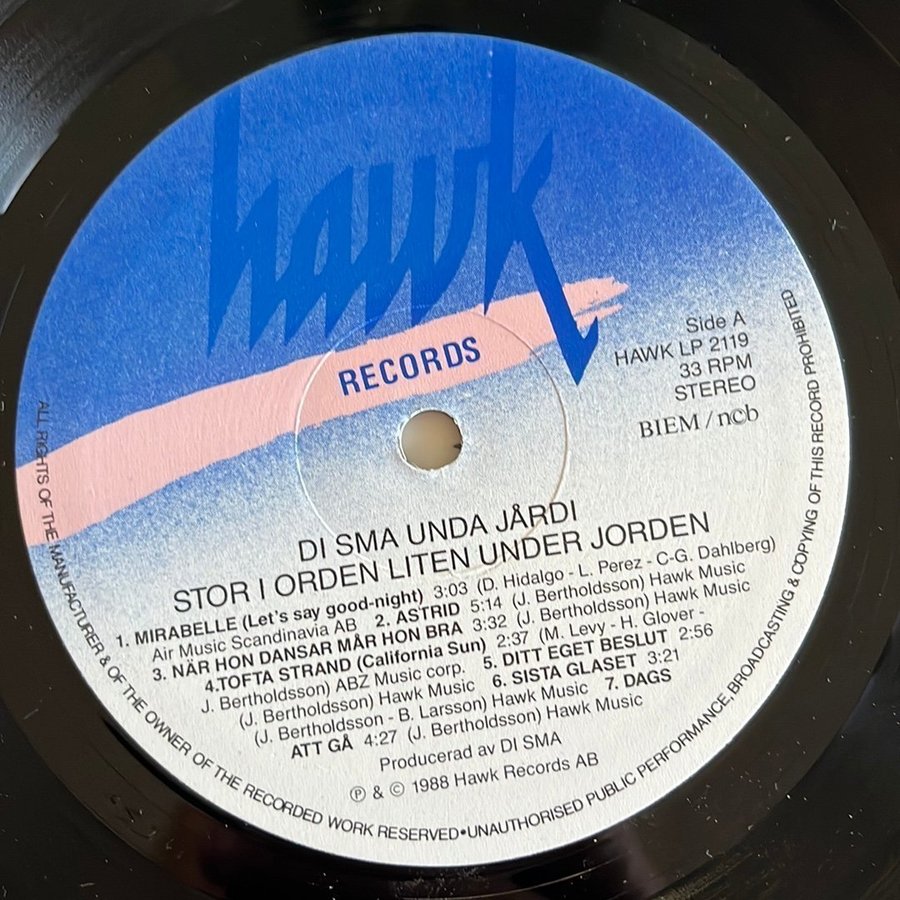 hawk
RECORDS
Side A
HAWK LP 2119
33 RPM
STEREO
BIEM / ncb
DI SMA UNDA JÅRDI
STOR I ORDEN LITEN UNDER JORDEN
1. MIRABELLE (Let's say good-night) 3:03 (D. Hidalgo - L. Perez - C-G. Dahlberg)
Air Music Scandinavia AB 2. ASTRID 5:14 (J. Bertholdsson) Hawk Music
3. NÄR HON DANSAR MÅR HON BRA 3:32 (J. Bertholdsson) Hawk Music
4.TOFTA STRAND (California Sun) 2:37 (M. Levy - H. Glover -
J. Bertholdsson) ABZ Music corp. 5. DITT EGET BESLUT 2:56
(J. Bertholdsson) Hawk Music 6. SISTA GLASET 3:21
(J. Bertholdsson - B. Larsson) Hawk Music 7. DAGS
ATT GÅ 4:27 (J. Bertholdsson) Hawk Music
Producerad av DI SMA
Ⓟ & © 1988 Hawk Records AB
ALL RIGHTS OF THE MANUFACTURER & OF THE OWNER OF THE RECORDED WORK RESERVED•UNAUTHORISED PUBLIC PERFORMANCE, BROADCASTING & COPYING OF THIS RECORD PROHIBITED